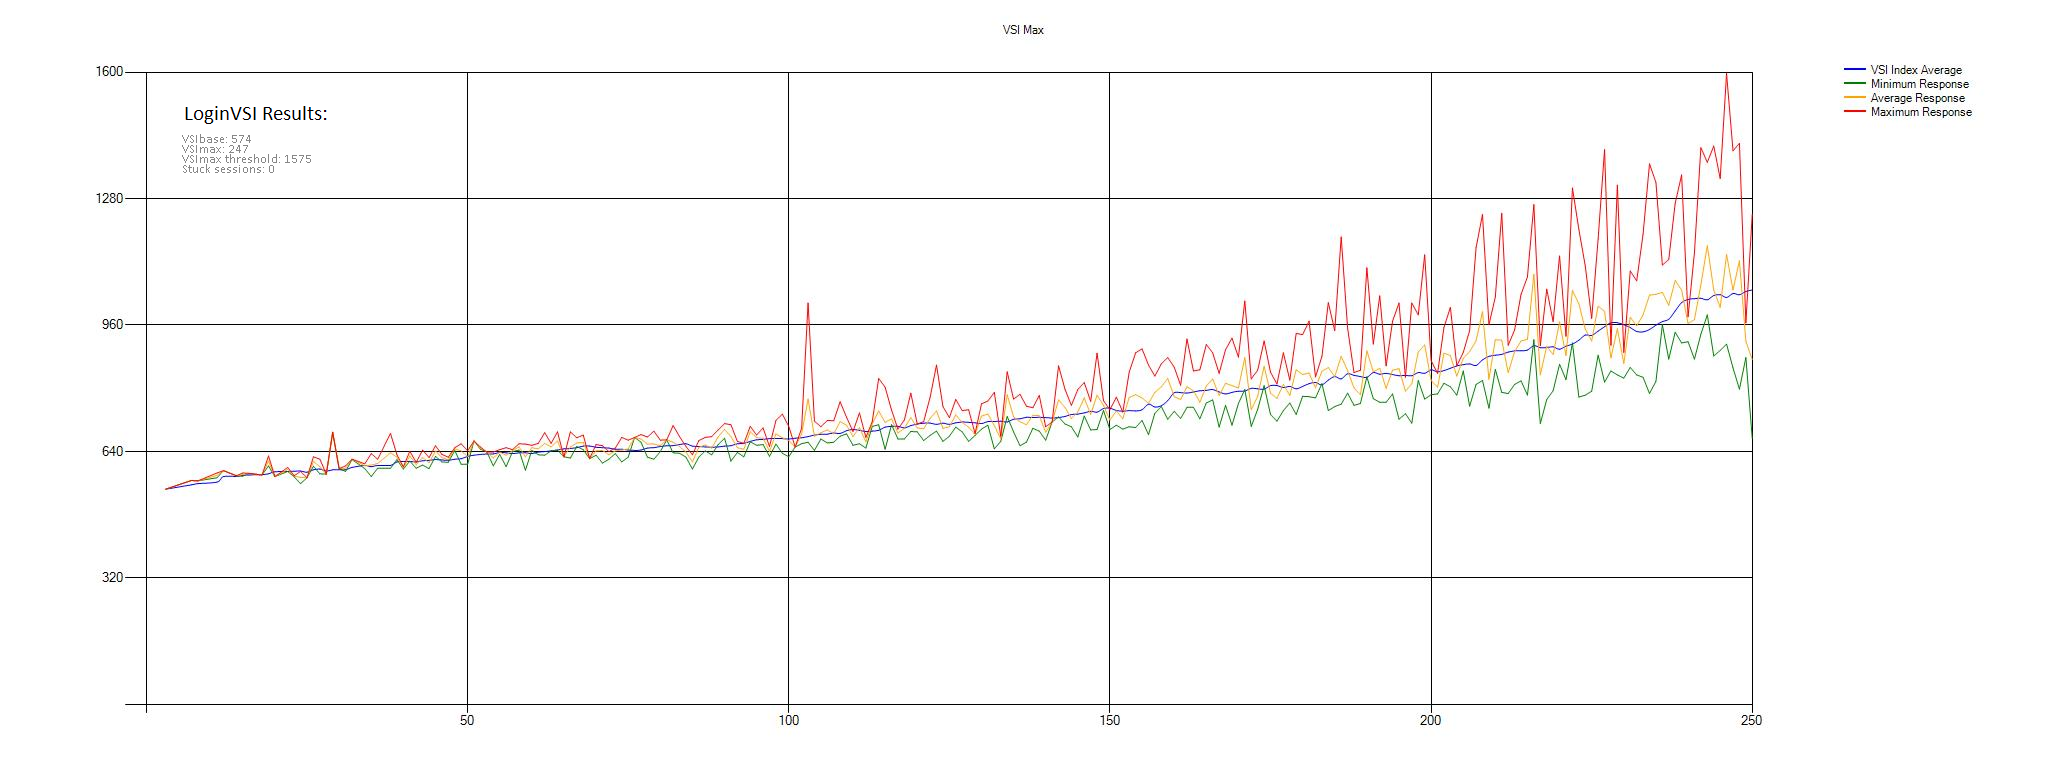 VSI Max
1600
1280
960
640
320
50
100
150
200
250
LoginVSI Results:
VSIbase: 574
VSImax: 247
VSImax threshold: 1575
Stuck sessions: 0
VSI Index Average
Minimum Response
Average Response
Maximum Response